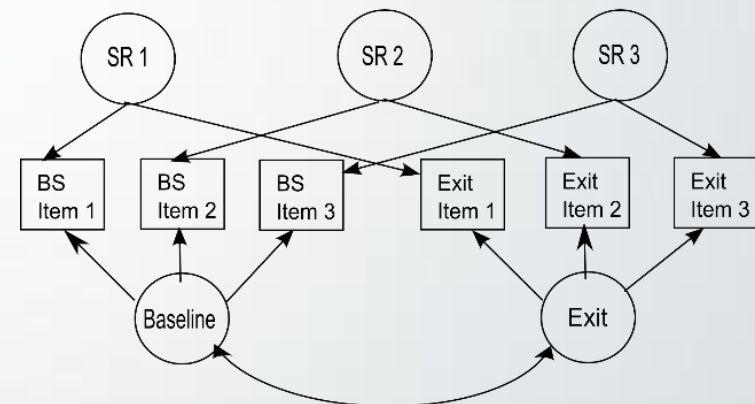 SR 1
SR 2
SR 3
BS
Item 1
BS
Item 2
BS
Item 3
Exit
Item 1
Exit
Item 2
Exit
Item 3
Baseline
Exit